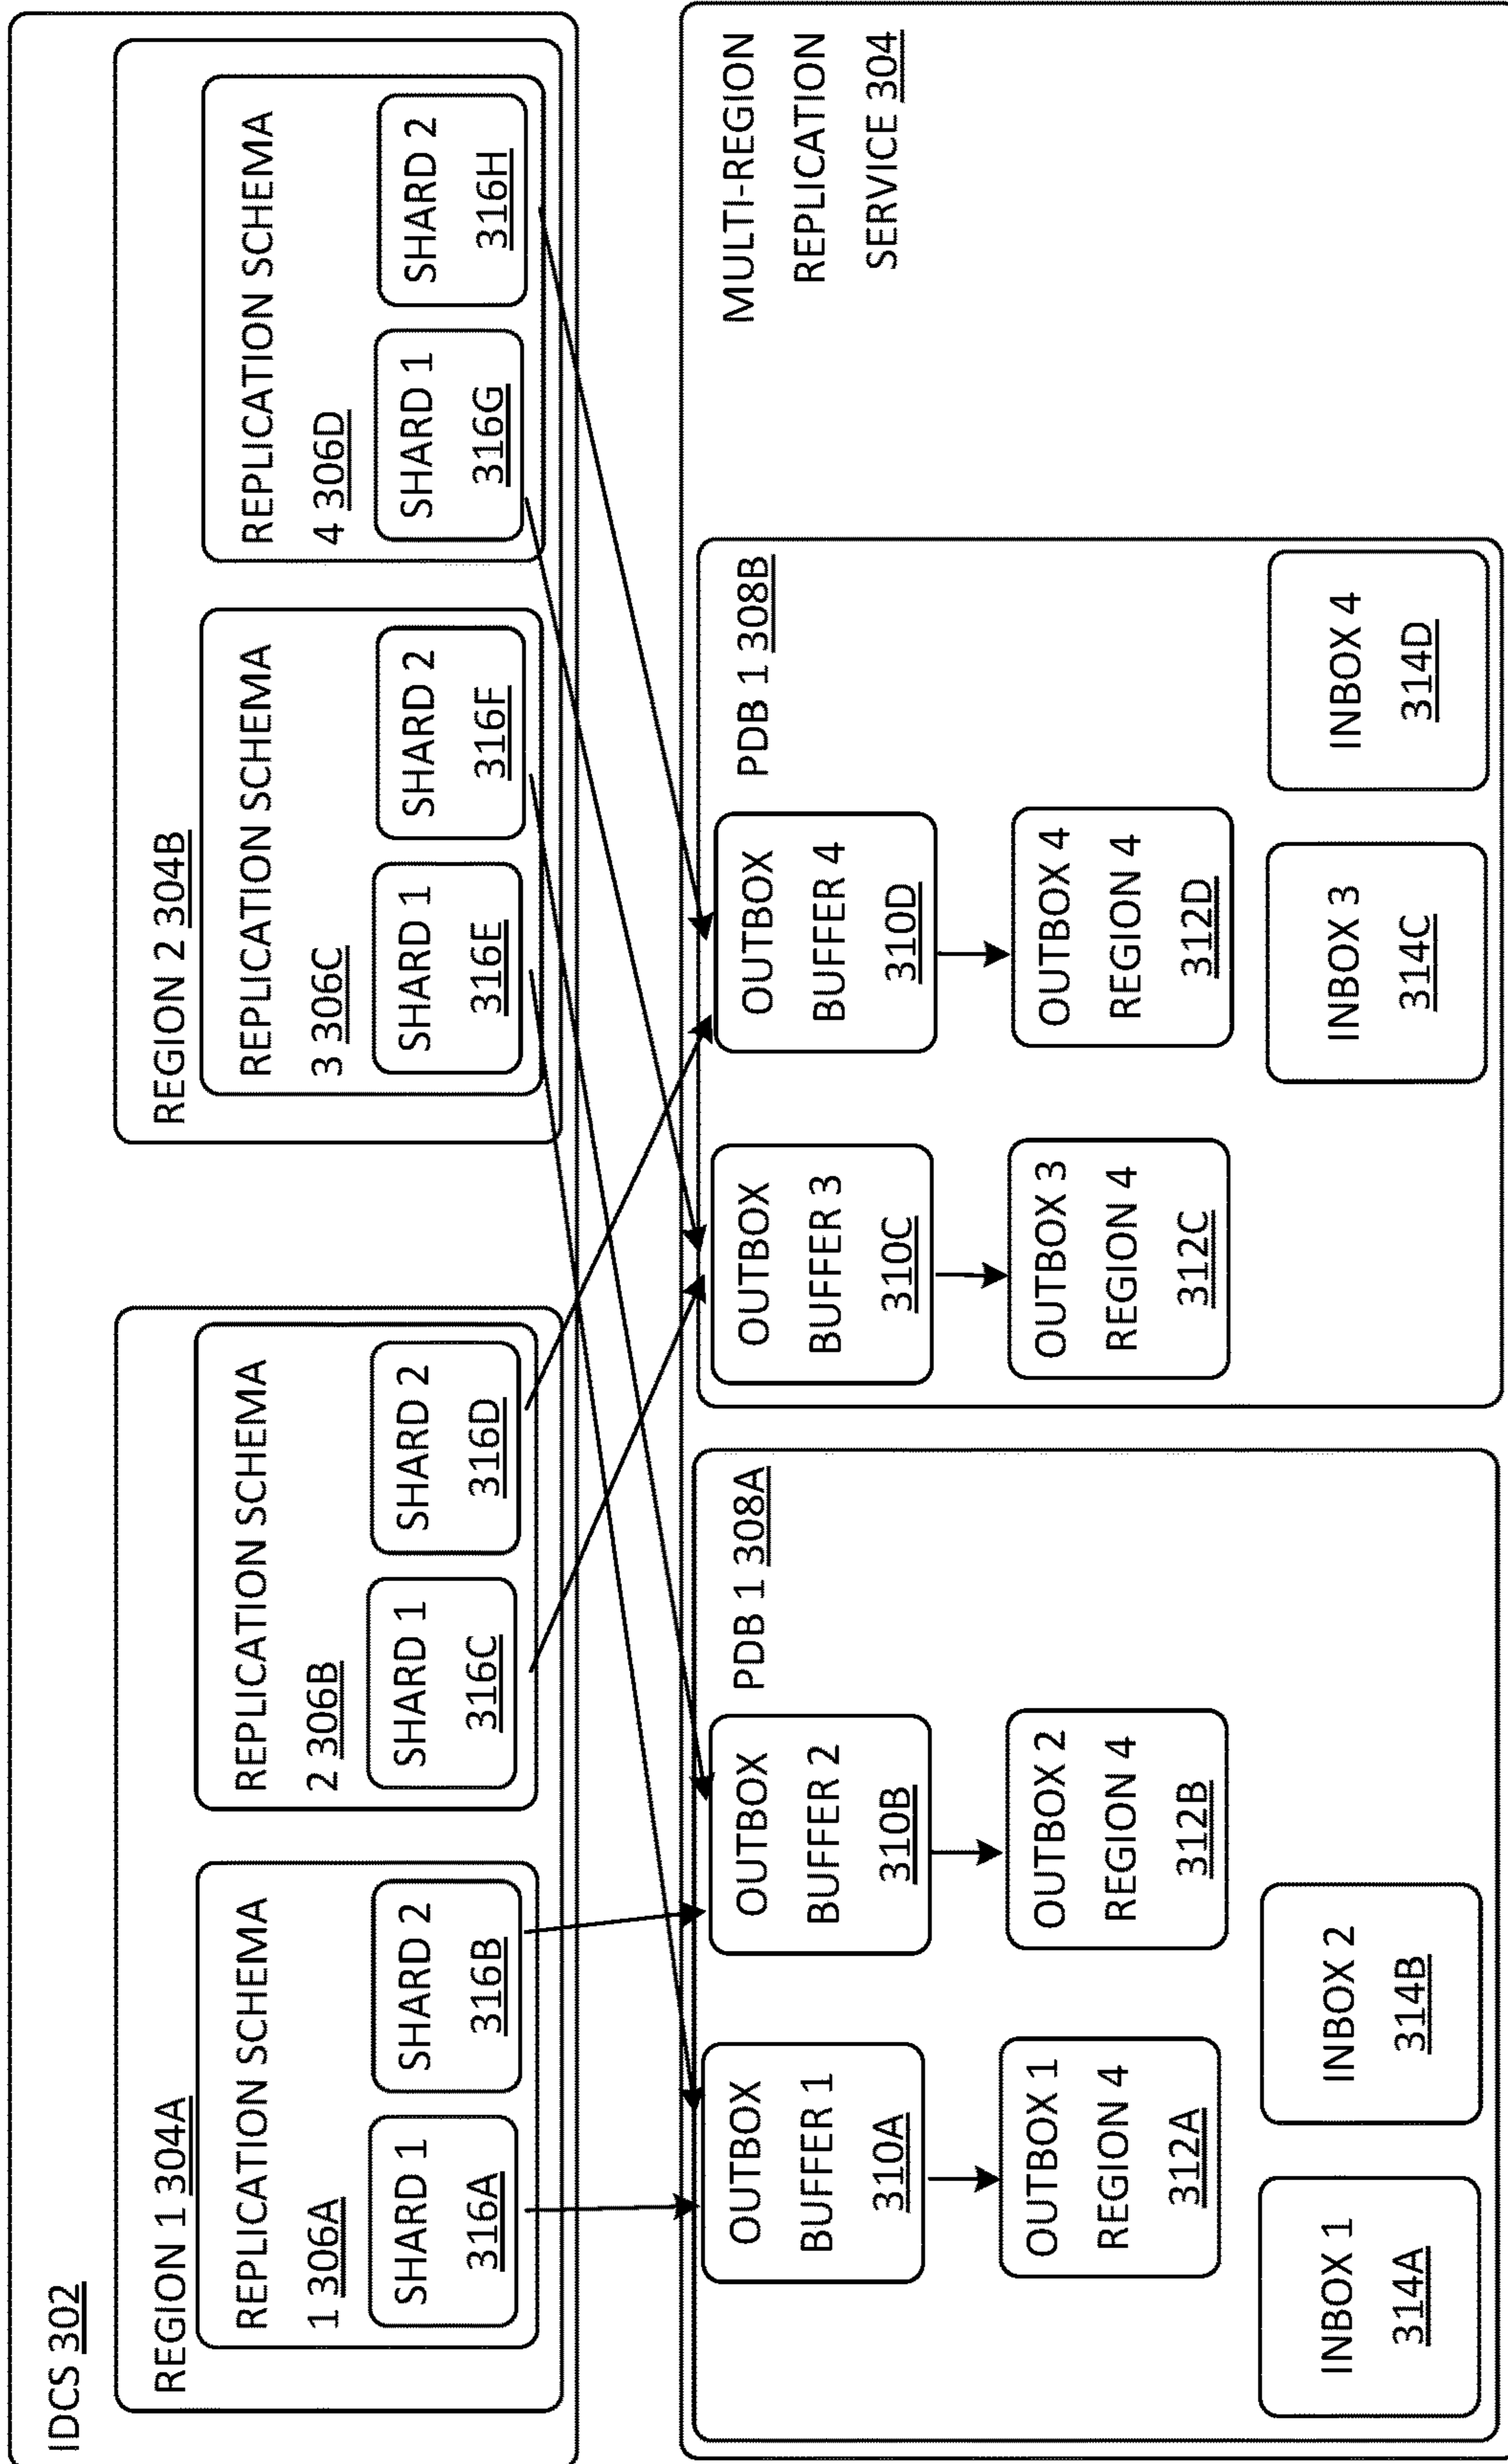 IDCS 302
REGION 1 304A
REPLICATION SCHEMA
1 306A
SHARD 1
316A
SHARD 2
316B
REPLICATION SCHEMA
2 306B
SHARD 1
316C
SHARD 2
316D
REGION 2 304B
REPLICATION SCHEMA
3 306C
SHARD 1
316E
SHARD 2
316F
REPLICATION SCHEMA
4 306D
SHARD 1
316G
SHARD 2
316H
MULTI-REGION
REPLICATION
SERVICE 304
PDB 1 308A
OUTBOX
BUFFER 1
310A
OUTBOX
BUFFER 2
310B
OUTBOX 1
REGION 4
312A
OUTBOX 2
REGION 4
312B
INBOX 1
314A
INBOX 2
314B
PDB 1 308B
OUTBOX
BUFFER 3
310C
OUTBOX
BUFFER 4
310D
OUTBOX 3
REGION 4
312C
OUTBOX 4
REGION 4
312D
INBOX 3
314C
INBOX 4
314D